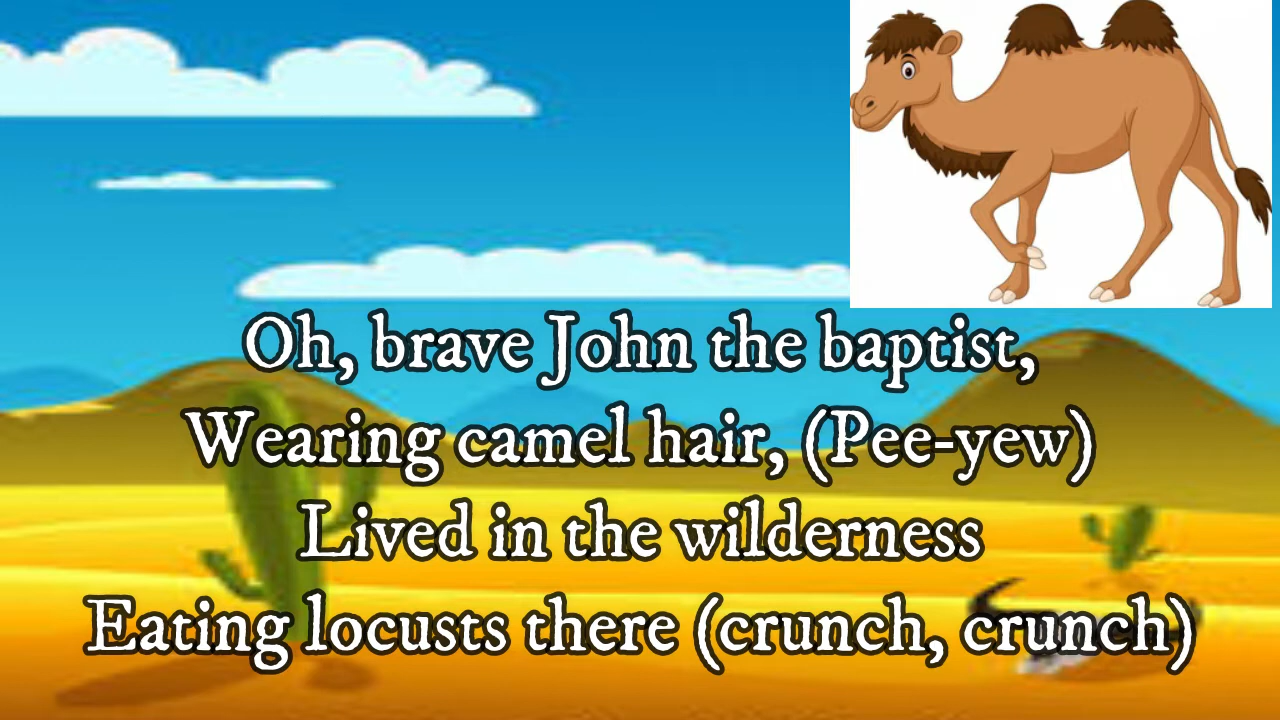 Oh, brave John the baptist,
Wearing camel hair, (Pee-yew)
Lived in the wilderness
Eating locusts there (crunch, crunch)